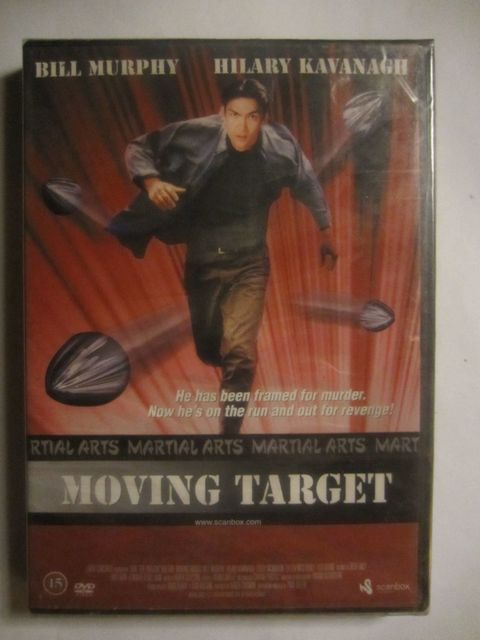 BILL MURPHY HILARY KAVANAGH
He has been framed for murder.
Now he's on the run and out for revenge!
RTIAL ARTS MARTIAL ARTS MARTIAL ARTS MART
MOVING TARGET
www.scanbox.com
15 DVD scanbox